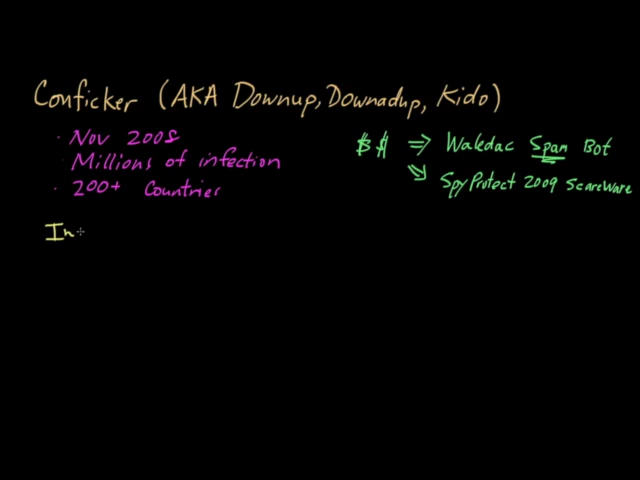 Conficker (AKA Downup, Downadup, Kido)
· Nov 2008
· Millions of infection
· 200+ Countries
$$ ⇒ Waledac Spam Bot
⇘ SpyProtect 2009 Scareware
In